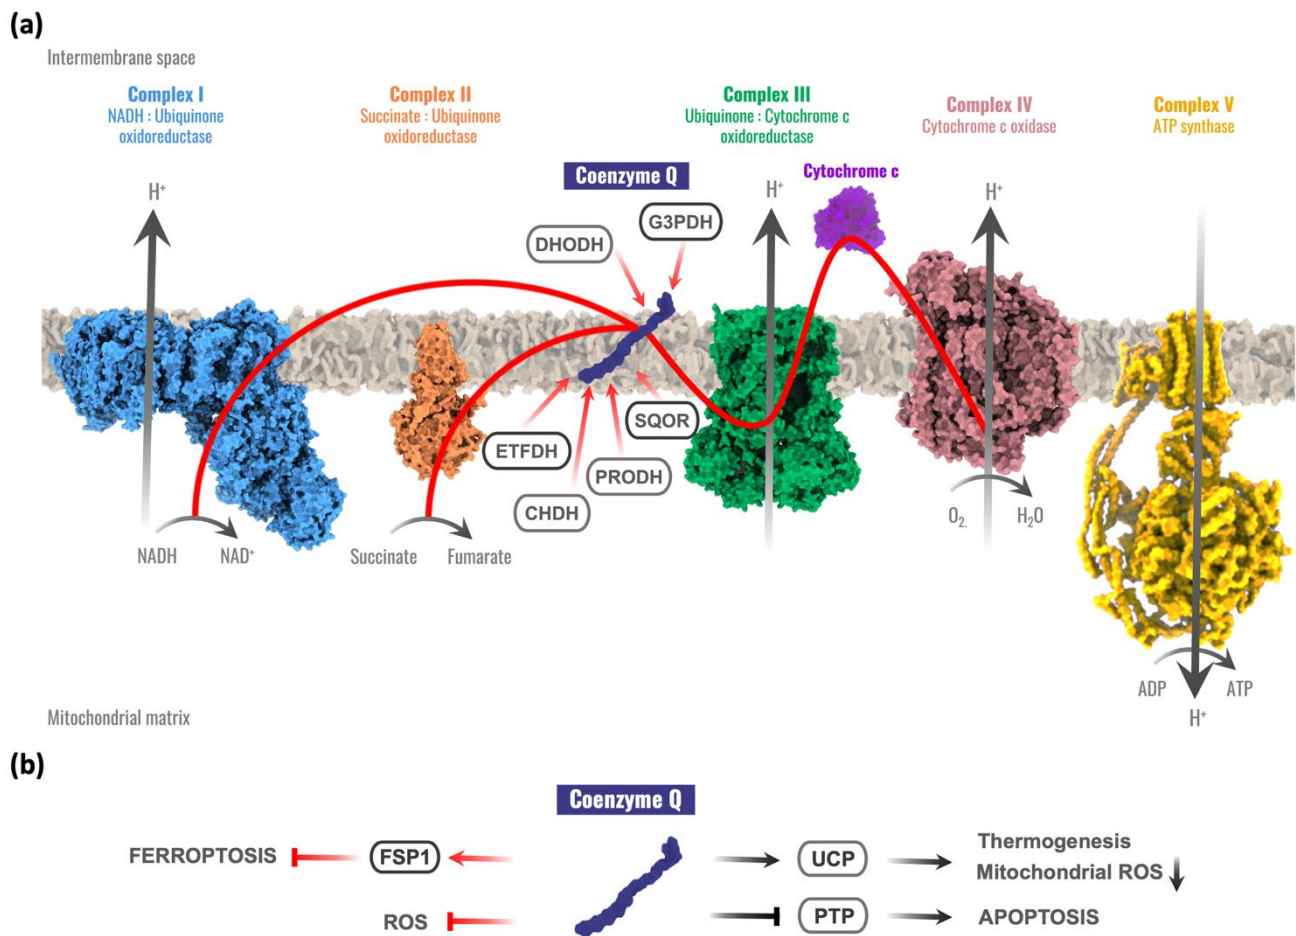 (a)
Intermembrane space
Complex I
NADH : Ubiquinone
oxidoreductase
Complex II
Succinate : Ubiquinone
oxidoreductase
Complex III
Ubiquinone : Cytochrome c
oxidoreductase
Complex IV
Cytochrome c oxidase
Complex V
ATP synthase
Coenzyme Q
Cytochrome c
H⁺
H⁺
H⁺
G3PDH
DHODH
SQOR
ETFDH
PRODH
CHDH
NADH
NAD⁺
Succinate
Fumarate
O₂.
H₂O
ADP
ATP
H⁺
Mitochondrial matrix
(b)
Coenzyme Q
FERROPTOSIS
FSP1
UCP
Thermogenesis
Mitochondrial ROS
ROS
PTP
APOPTOSIS